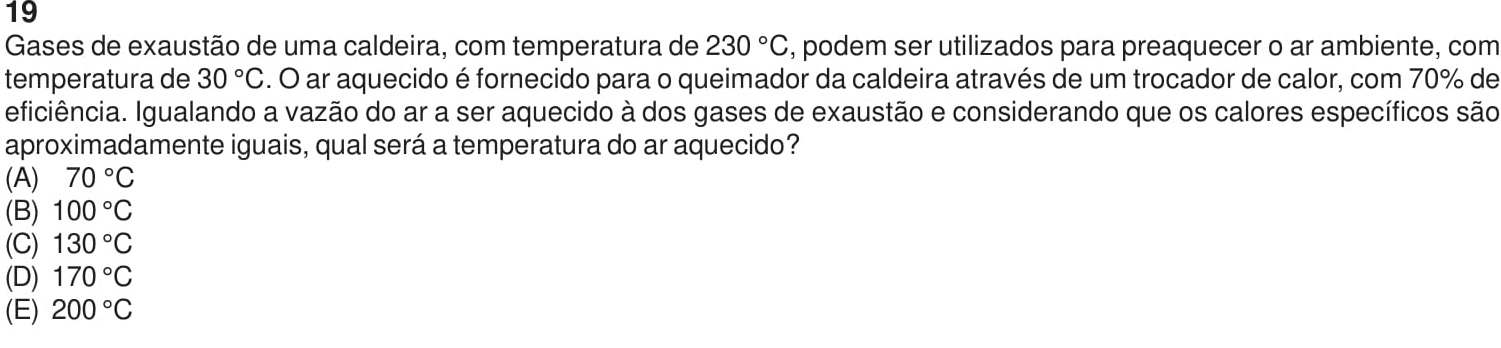 19
Gases de exaustão de uma caldeira, com temperatura de 230 °C, podem ser utilizados para preaquecer o ar ambiente, com
temperatura de 30 °C. O ar aquecido é fornecido para o queimador da caldeira através de um trocador de calor, com 70% de
eficiência. Igualando a vazão do ar a ser aquecido à dos gases de exaustão e considerando que os calores específicos são
aproximadamente iguais, qual será a temperatura do ar aquecido?
(A) 70 °C
(B) 100 °C
(C) 130 °C
(D) 170 °C
(E) 200 °C